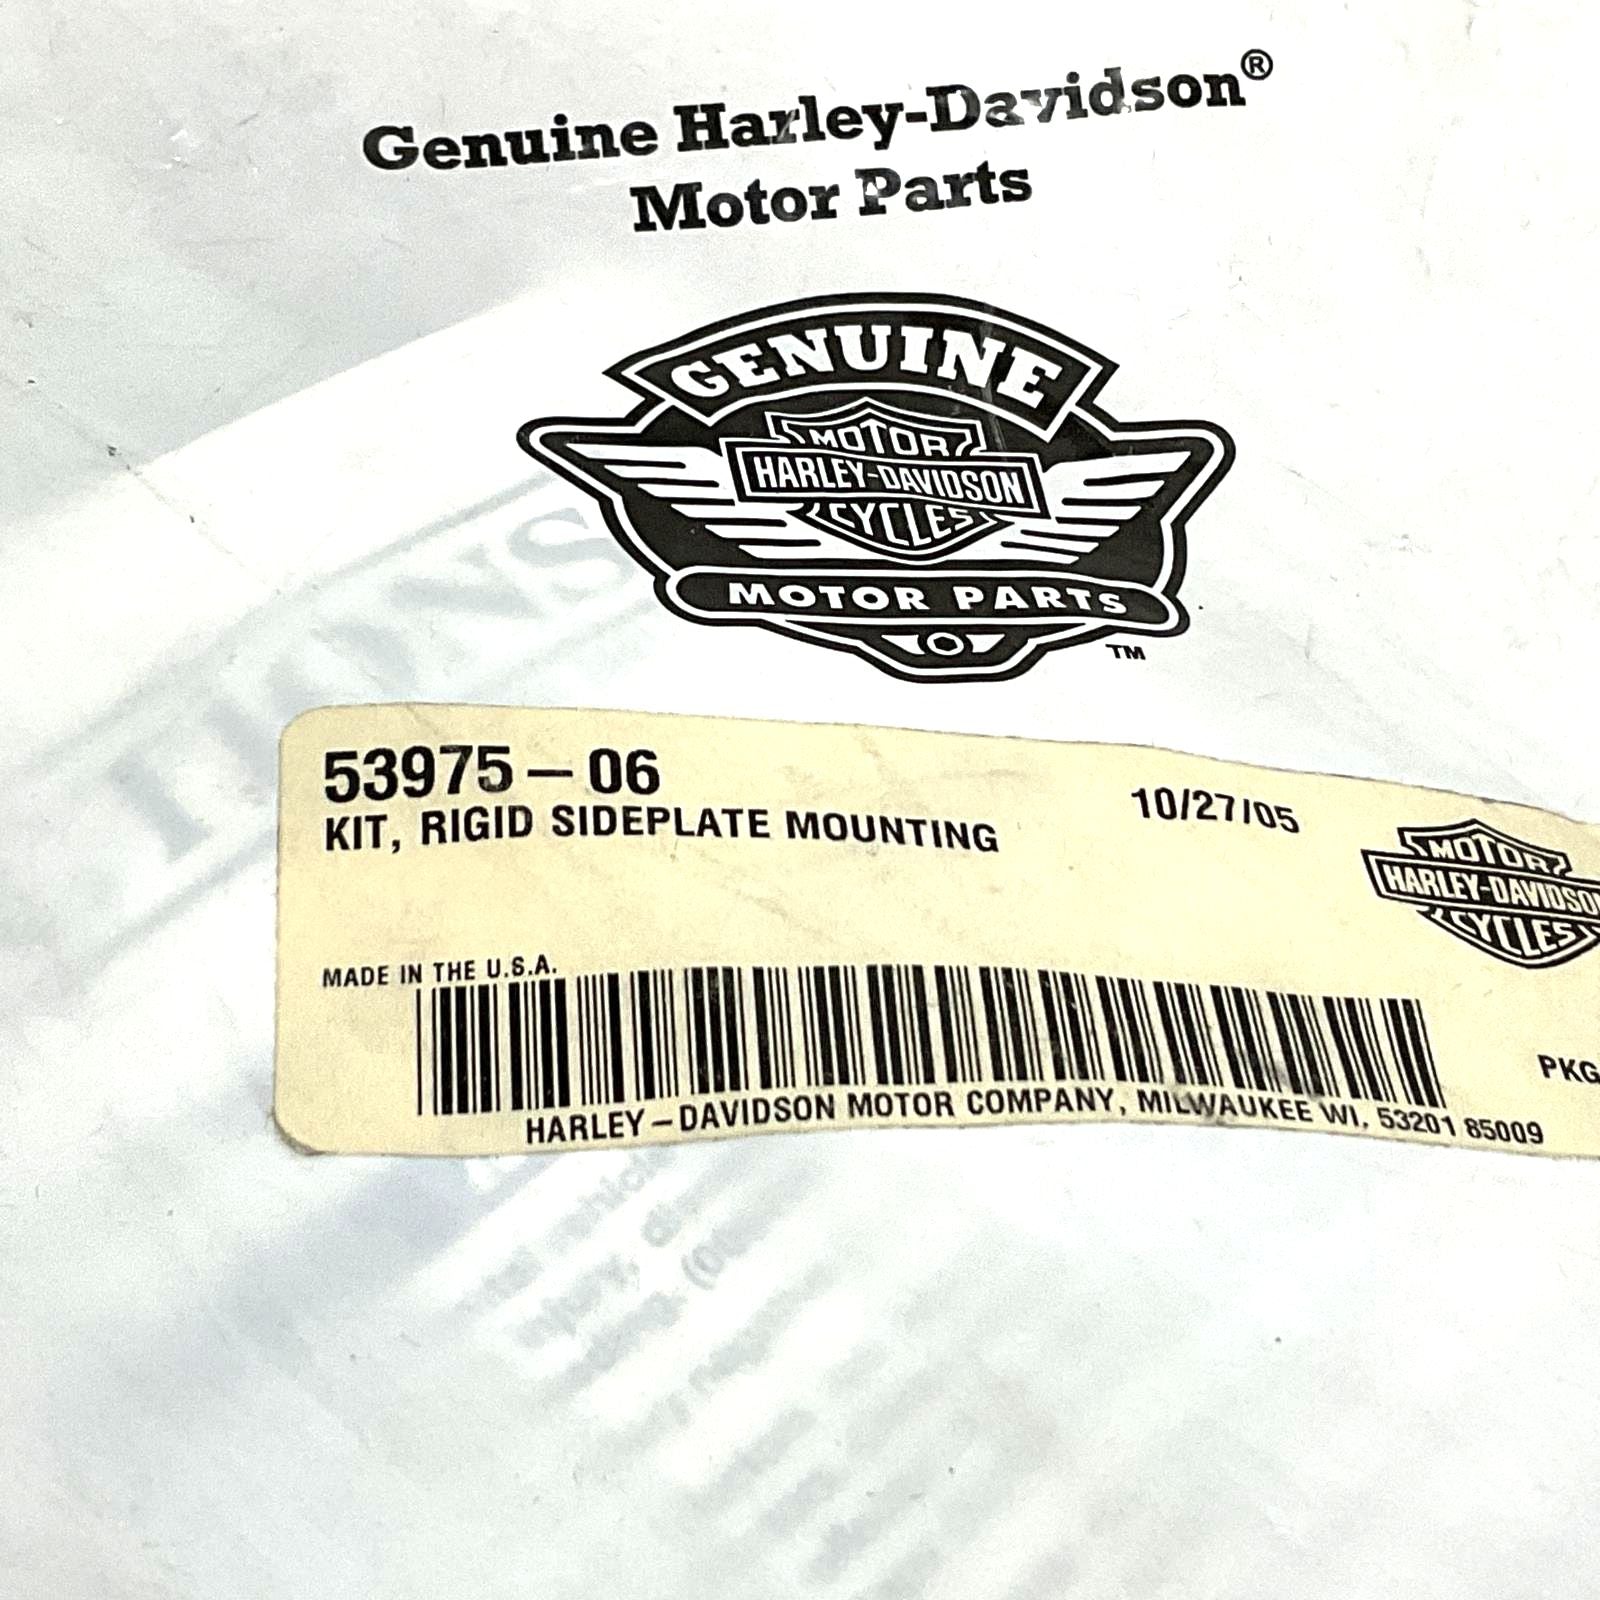 Genuine Harley-Davidson®
Motor Parts
GENUINE
MOTOR
HARLEY-DAVIDSON
CYCLES
MOTOR PARTS
TM
53975-06
KIT, RIGID SIDEPLATE MOUNTING
10/27/05
MOTOR
HARLEY-DAVIDSON
CYCLES
MADE IN THE U.S.A.
PKG
HARLEY-DAVIDSON MOTOR COMPANY, MILWAUKEE WI, 53201 85009
injury,